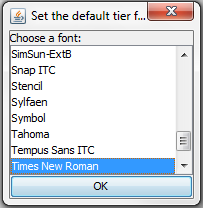 Set the default tier f...
Choose a font:
SimSun-ExtB
Snap ITC
Stencil
Sylfaen
Symbol
Tahoma
Tempus Sans ITC
Times New Roman
OK